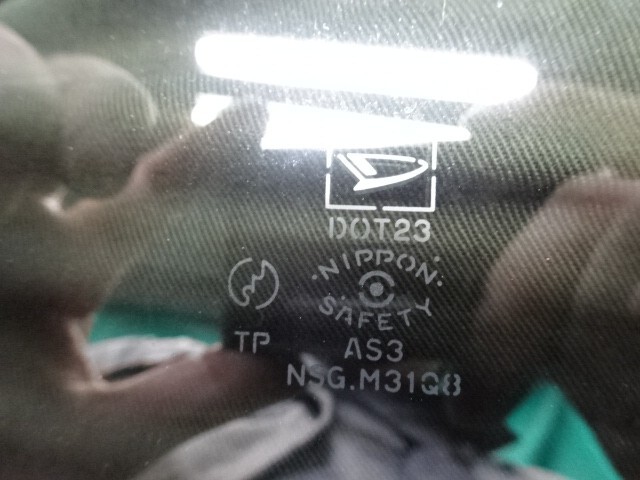 DOT23
NIPPON
SAFETY
TP
AS3
NSG.M31Q8